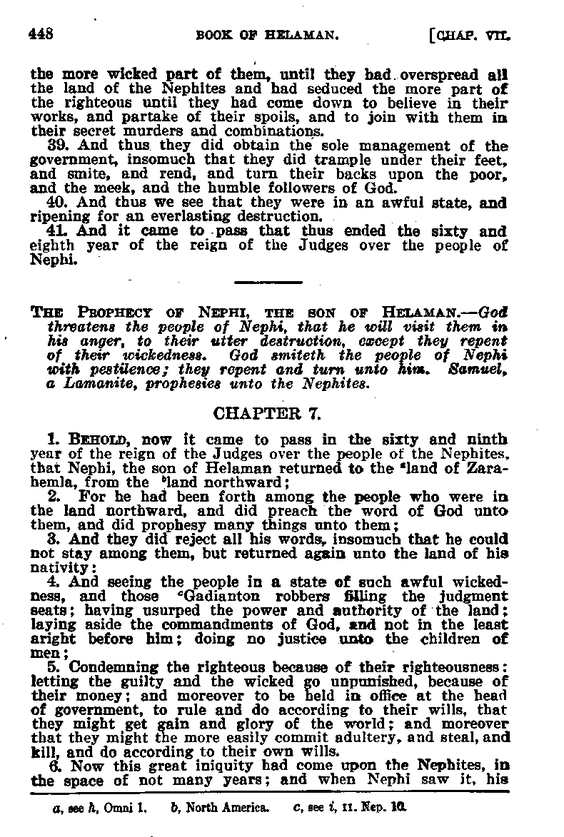 448 BOOK OF HELAMAN. [CHAP. VII.
the more wicked part of them, until they had overspread all
the land of the Nephites and had seduced the more part of
the righteous until they had come down to believe in their
works, and partake of their spoils, and to join with them in
their secret murders and combinations.
39. And thus they did obtain the sole management of the
government, insomuch that they did trample under their feet,
and smite, and rend, and turn their backs upon the poor,
and the meek, and the humble followers of God.
40. And thus we see that they were in an awful state, and
ripening for an everlasting destruction.
41. And it came to pass that thus ended the sixty and
eighth year of the reign of the Judges over the people of
Nephi.
THE PROPHECY OF NEPHI, THE SON OF HELAMAN.—God
threatens the people of Nephi, that he will visit them in
his anger, to their utter destruction, except they repent
of their wickedness. God smiteth the people of Nephi
with pestilence; they repent and turn unto him. Samuel,
a Lamanite, prophesies unto the Nephites.
CHAPTER 7.
1. BEHOLD, now it came to pass in the sixty and ninth
year of the reign of the Judges over the people of the Nephites,
that Nephi, the son of Helaman returned to the ᵃland of Zara-
hemla, from the ᵇland northward;
2. For he had been forth among the people who were in
the land northward, and did preach the word of God unto
them, and did prophesy many things unto them;
3. And they did reject all his words, insomuch that he could
not stay among them, but returned again unto the land of his
nativity:
4. And seeing the people in a state of such awful wicked-
ness, and those ᶜGadianton robbers filling the judgment
seats; having usurped the power and authority of the land;
laying aside the commandments of God, and not in the least
aright before him; doing no justice unto the children of
men;
5. Condemning the righteous because of their righteousness:
letting the guilty and the wicked go unpunished, because of
their money; and moreover to be held in office at the head
of government, to rule and do according to their wills, that
they might get gain and glory of the world; and moreover
that they might the more easily commit adultery, and steal, and
kill, and do according to their own wills.
6. Now this great iniquity had come upon the Nephites, in
the space of not many years; and when Nephi saw it, his
a, see h, Omni 1. b, North America. c, see i, II. Nep. 10.